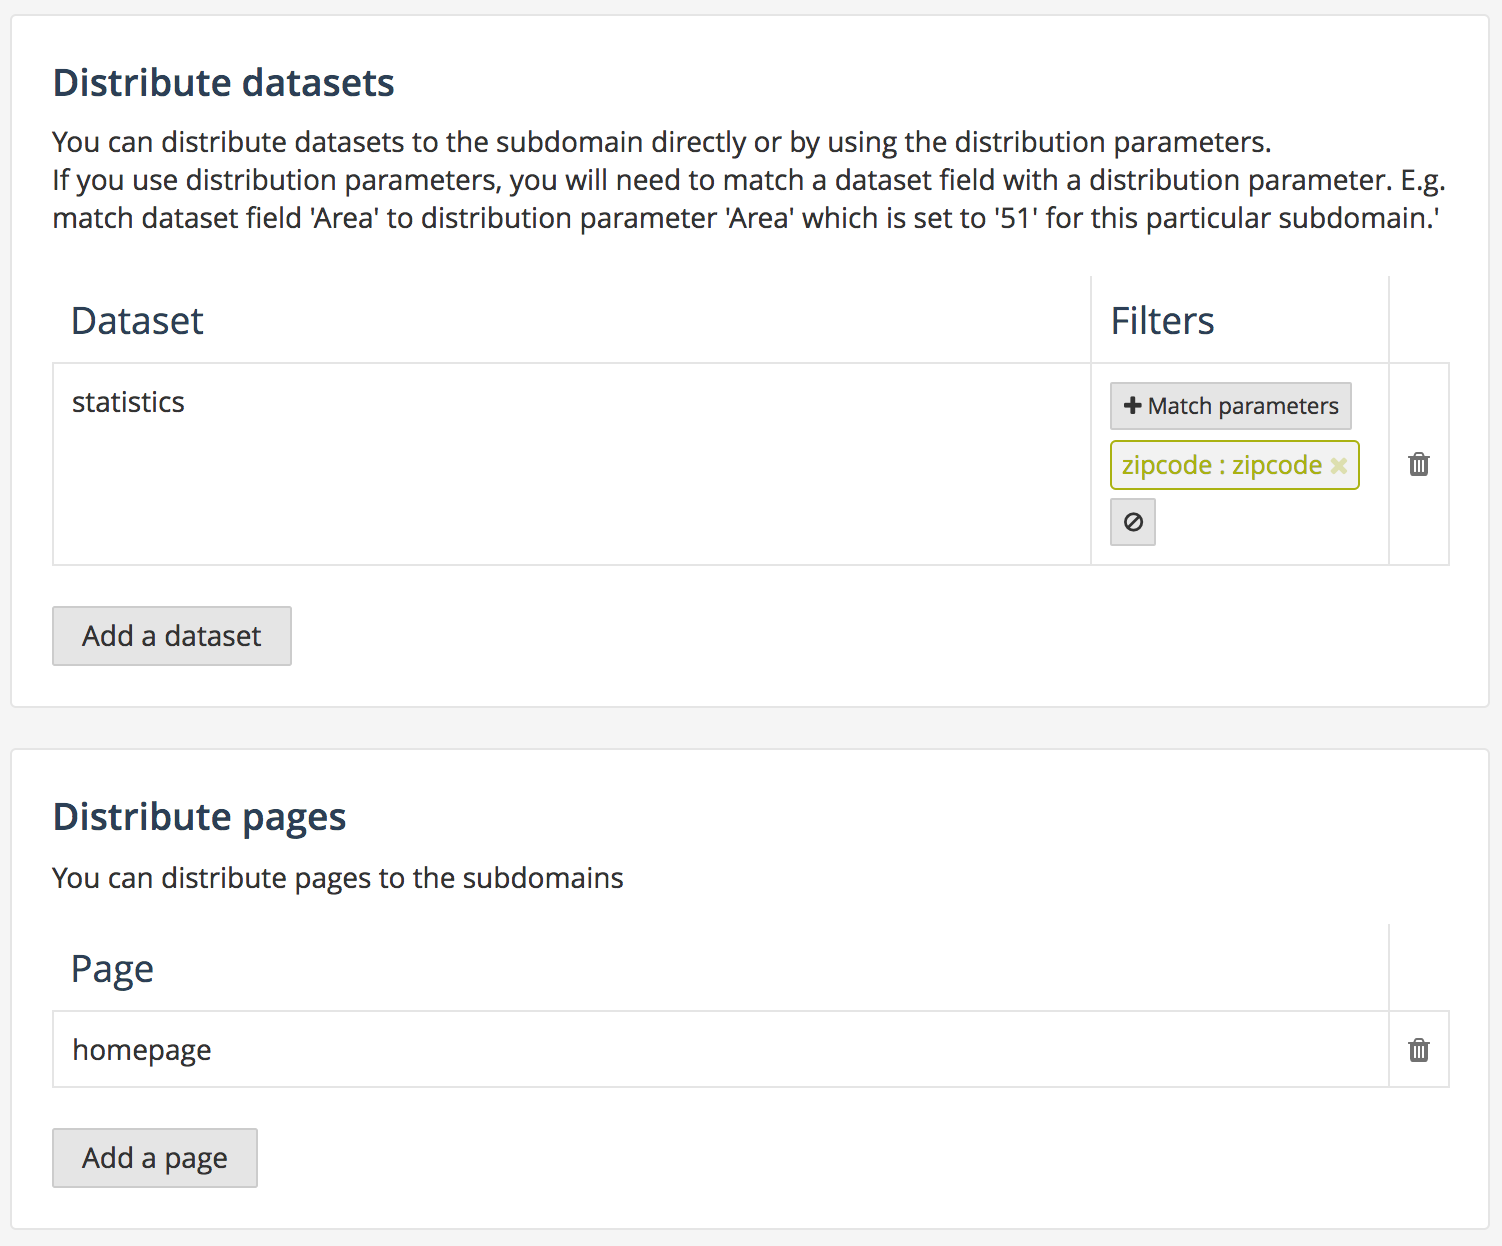 Distribute datasets
You can distribute datasets to the subdomain directly or by using the distribution parameters.
If you use distribution parameters, you will need to match a dataset field with a distribution parameter. E.g.
match dataset field 'Area' to distribution parameter 'Area' which is set to '51' for this particular subdomain.'
Dataset
Filters
statistics
Match parameters
zipcode : zipcode
Add a dataset
Distribute pages
You can distribute pages to the subdomains
Page
homepage
Add a page